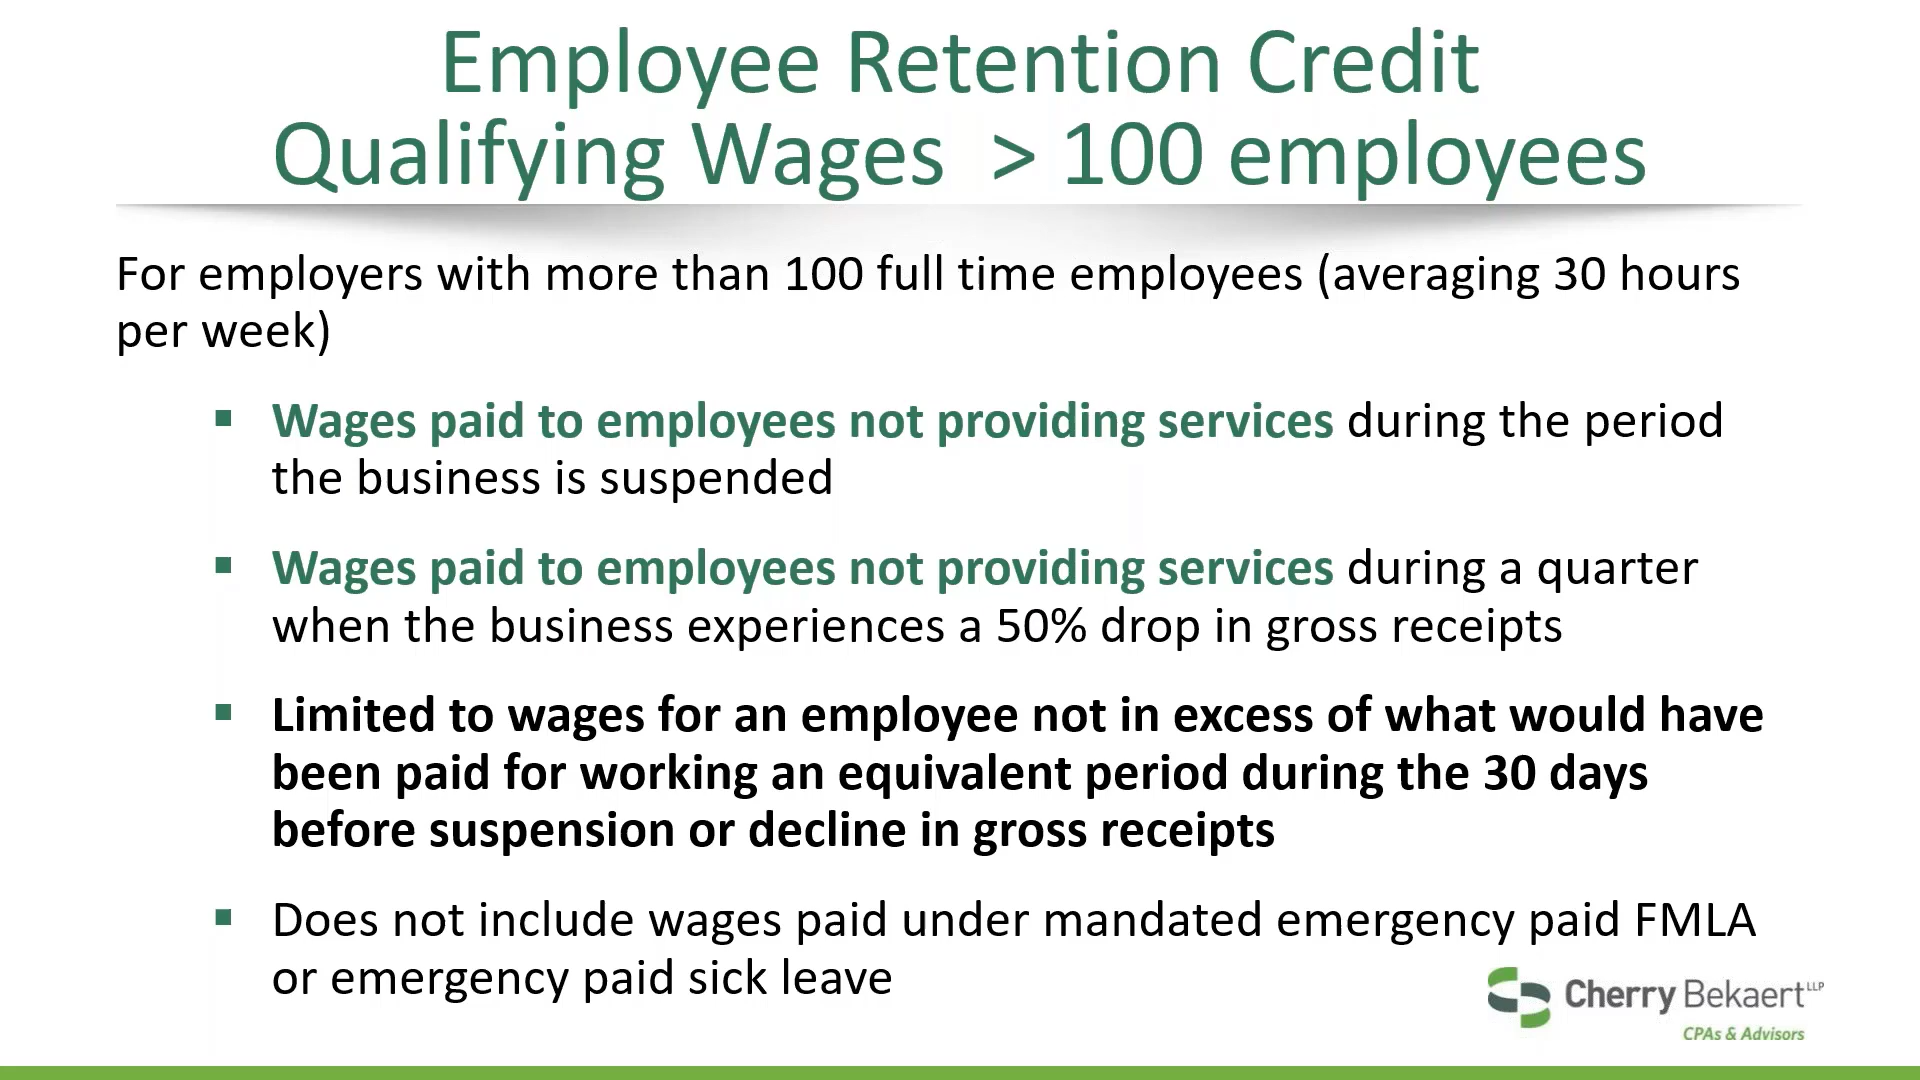 Employee Retention Credit
Qualifying Wages > 100 employees
For employers with more than 100 full time employees (averaging 30 hours
per week)
▪ Wages paid to employees not providing services during the period
the business is suspended
▪ Wages paid to employees not providing services during a quarter
when the business experiences a 50% drop in gross receipts
▪ Limited to wages for an employee not in excess of what would have
been paid for working an equivalent period during the 30 days
before suspension or decline in gross receipts
▪ Does not include wages paid under mandated emergency paid FMLA
or emergency paid sick leave
Cherry Bekaert LLP
CPAs & Advisors